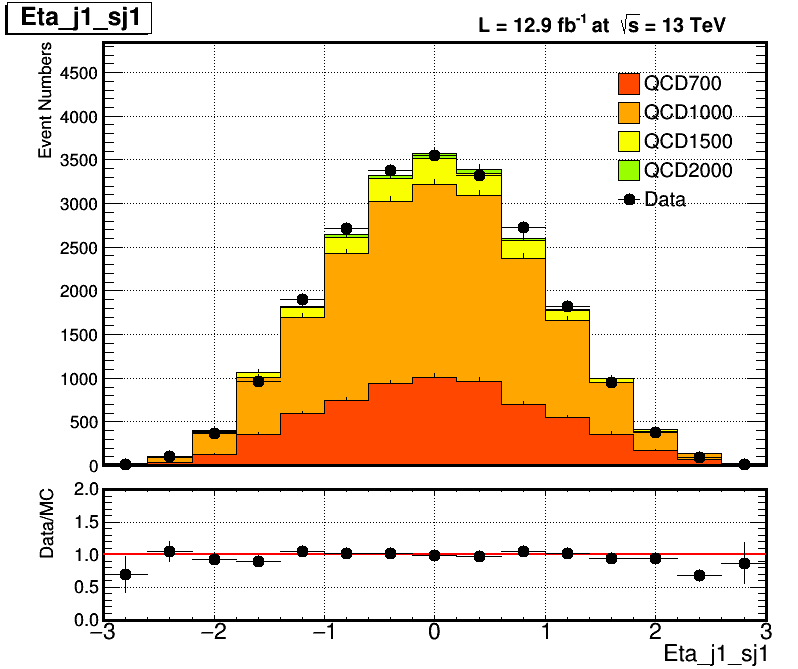 Eta_j1_sj1
L = 12.9 fb⁻¹ at √s = 13 TeV
Event Numbers
4500
4000
3500
3000
2500
2000
1500
1000
500
0
QCD700
QCD1000
QCD1500
QCD2000
Data
Data/MC
2.0
1.5
1.0
0.5
0.0
−3 −2 −1 0 1 2 3
Eta_j1_sj1